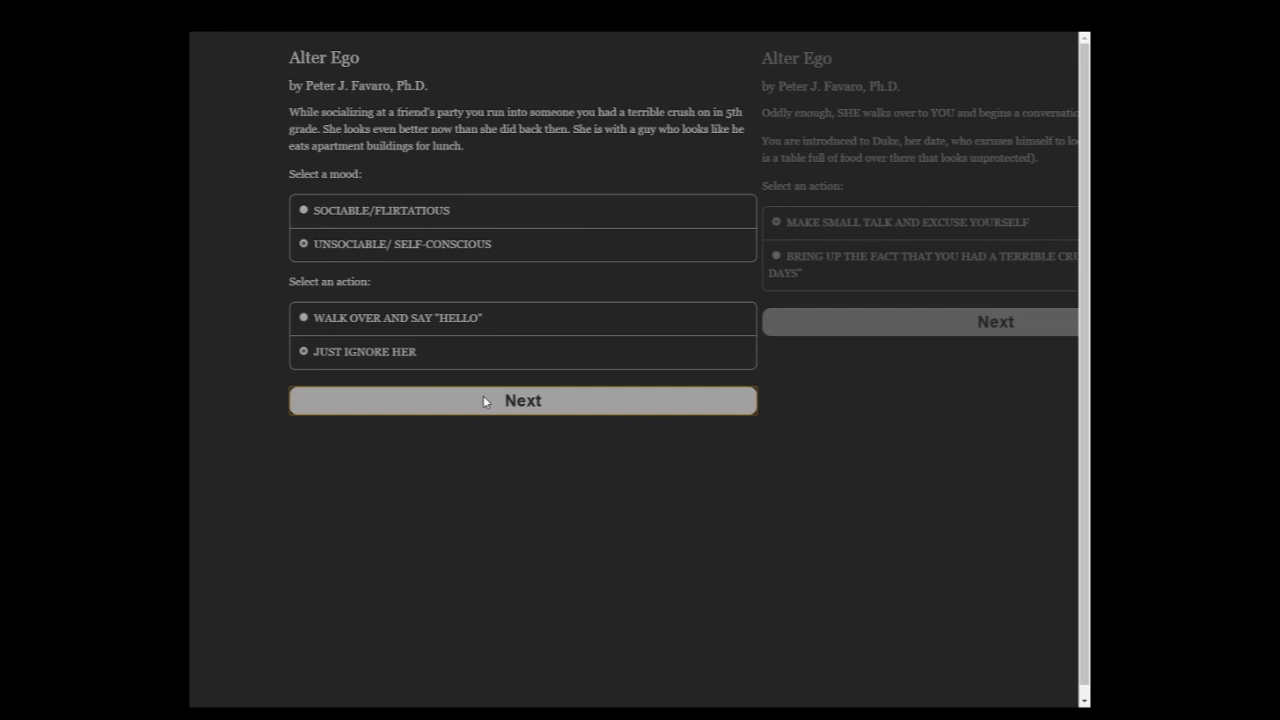 Alter Ego
by Peter J. Favaro, Ph.D.
While socializing at a friend's party you run into someone you had a terrible crush on in 5th
grade. She looks even better now than she did back then. She is with a guy who looks like he
eats apartment buildings for lunch.
Select a mood:
SOCIABLE/FLIRTATIOUS
UNSOCIABLE/ SELF-CONSCIOUS
Select an action:
WALK OVER AND SAY "HELLO"
JUST IGNORE HER
Next
Alter Ego
by Peter J. Favaro, Ph.D.
Oddly enough, SHE walks over to YOU and begins a conversatio
You are introduced to Duke, her date, who excuses himself to
is a table full of food over there that looks unprotected).
Select an action:
MAKE SMALL TALK AND EXCUSE YOURSELF
BRING UP THE FACT THAT YOU HAD A TERRIBLE
DAYS"
Next